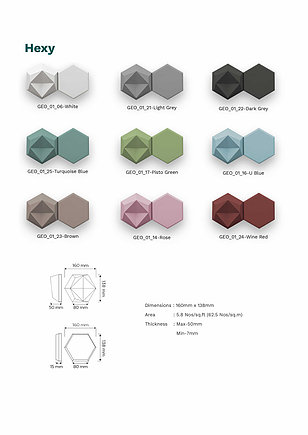 Hexy
GEO_01_06-White
GEO_01_21-Light Grey
GEO_01_22-Dark Grey
GEO_01_25-Turquoise Blue
GEO_01_17-Pista Green
GEO_01_16-U Blue
GEO_01_23-Brown
GEO_01_14-Rose
GEO_01_24-Wine Red
160 mm
138 mm
50 mm
80 mm
160 mm
138 mm
15 mm
80 mm
Dimensions : 160mm x 138mm
Area : 5.8 Nos/sq.ft (62.5 Nos/sq.m)
Thickness : Max-50mm
Min-7mm